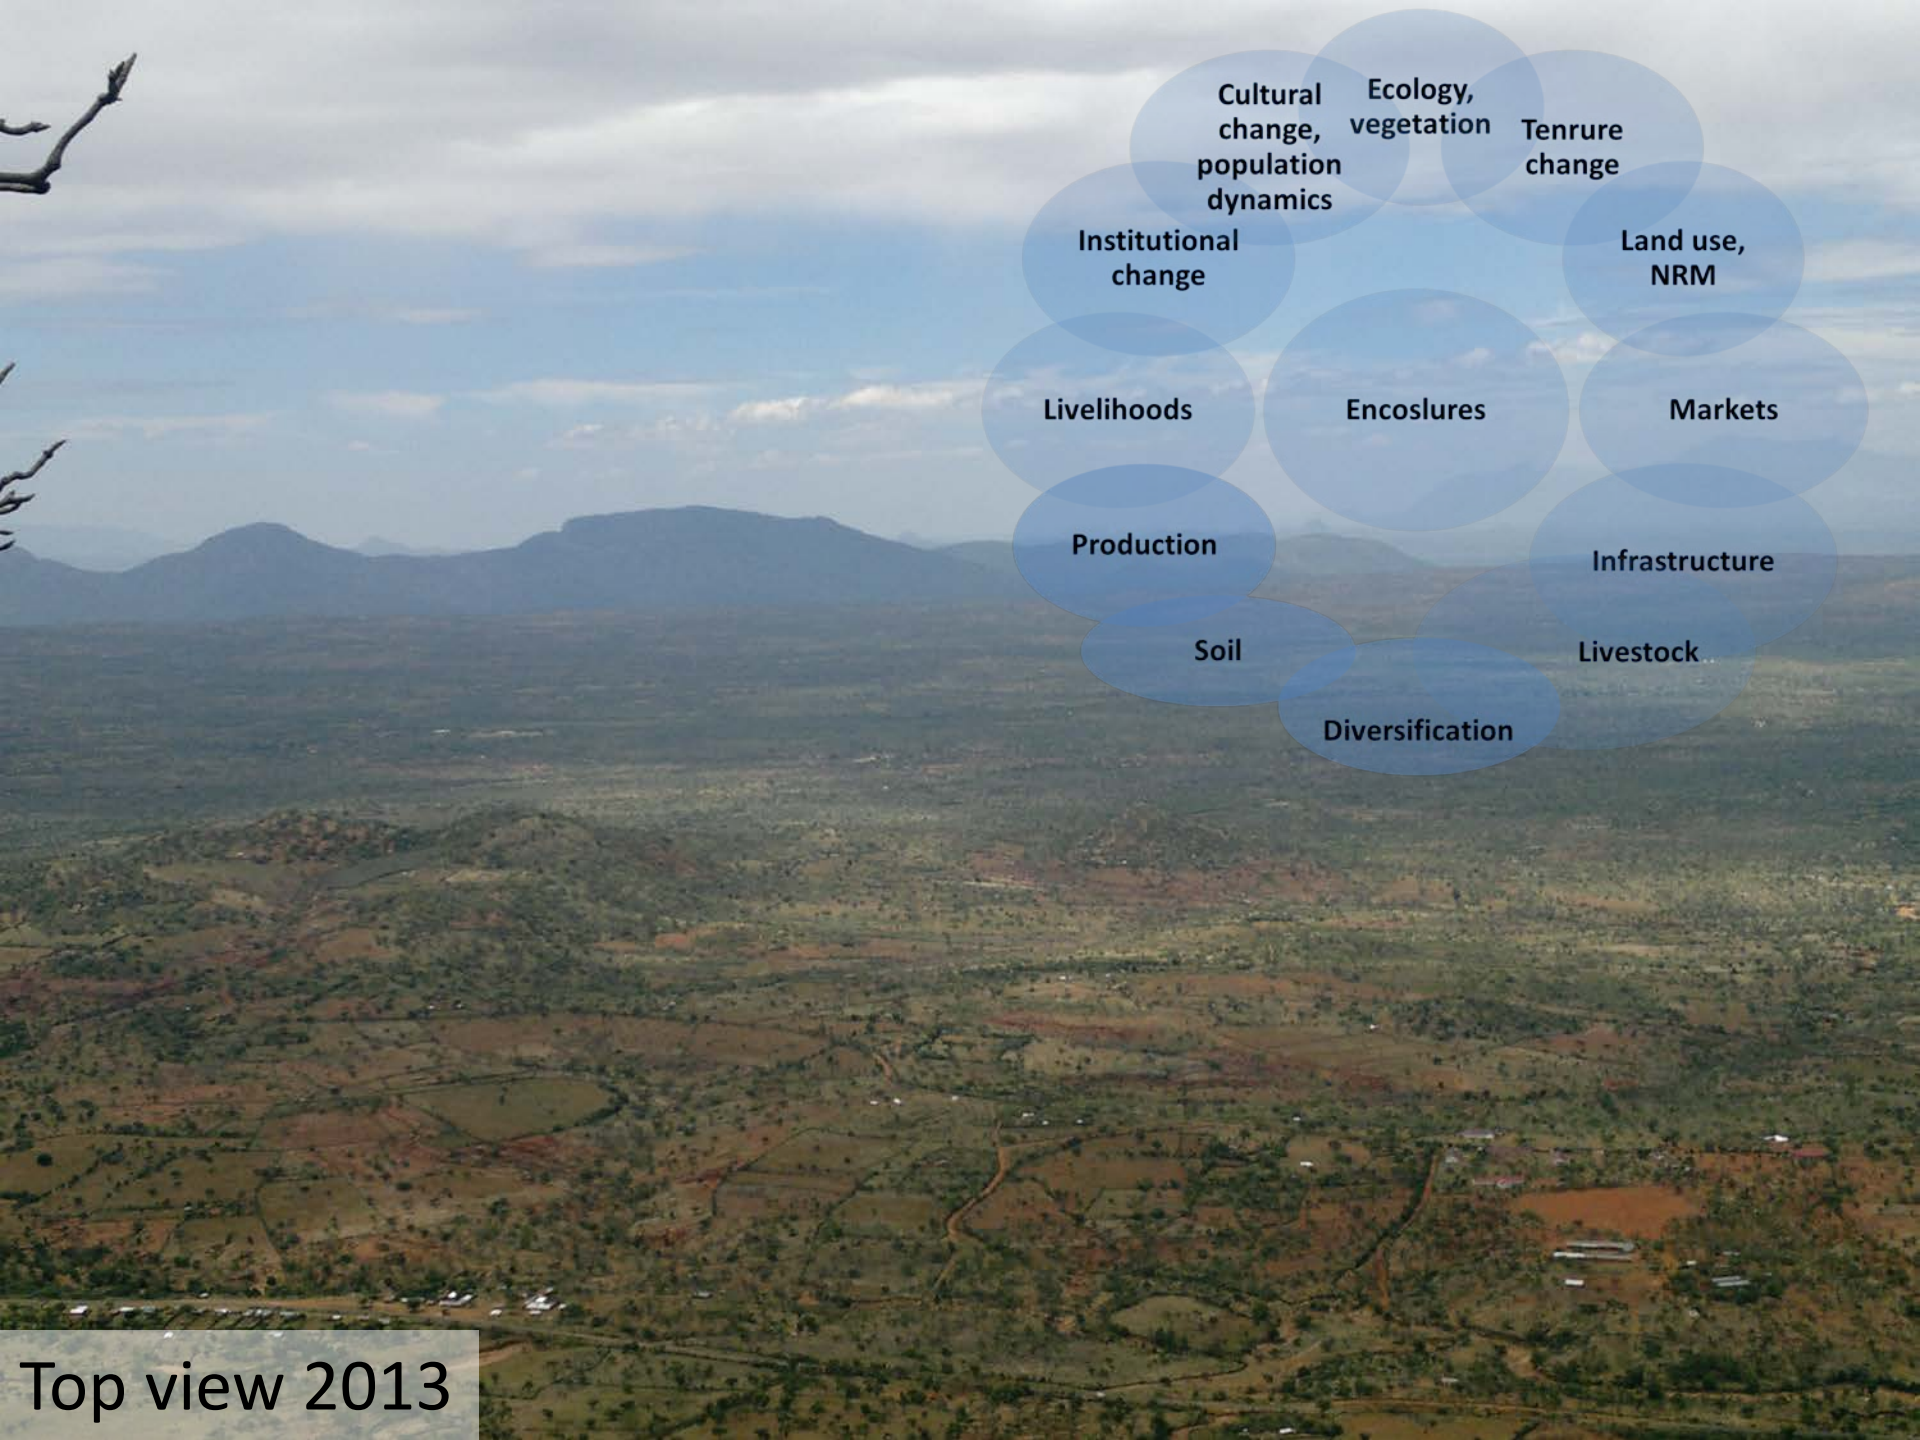 Ecology,
vegetation
Cultural
change,
population
dynamics
Tenrure
change
Institutional
change
Land use,
NRM
Livelihoods
Encoslures
Markets
Production
Infrastructure
Soil
Livestock
Diversification
Top view 2013